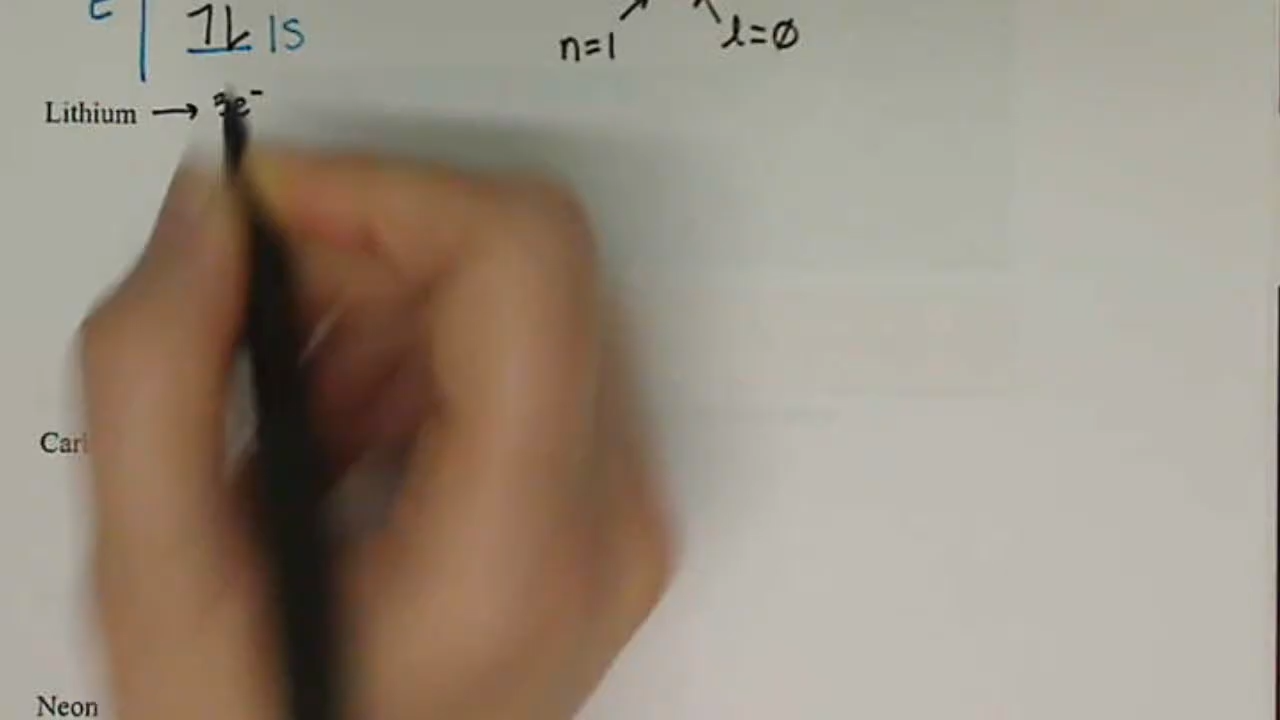 E 1s
n=1 l=0
Lithium → 3e⁻
Neon